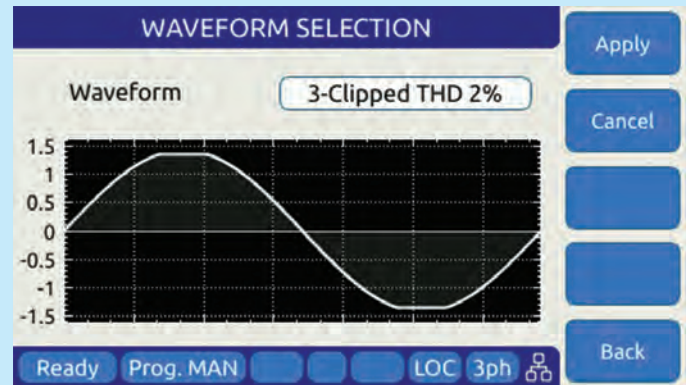 WAVEFORM SELECTION
Apply
Waveform
3-Clipped THD 2%
Cancel
1.5
1
0.5
0
-0.5
-1
-1.5
Back
Ready
Prog. MAN
LOC
3ph